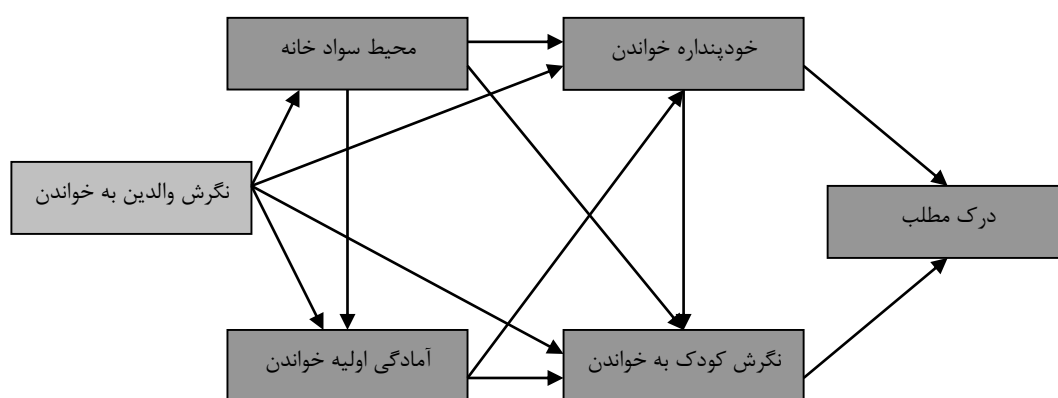 خودپنداره خواندن
محیط سواد خانه
نگرش والدین به خواندن
درک مطلب
نگرش کودک به خواندن
آمادگی اولیه خواندن